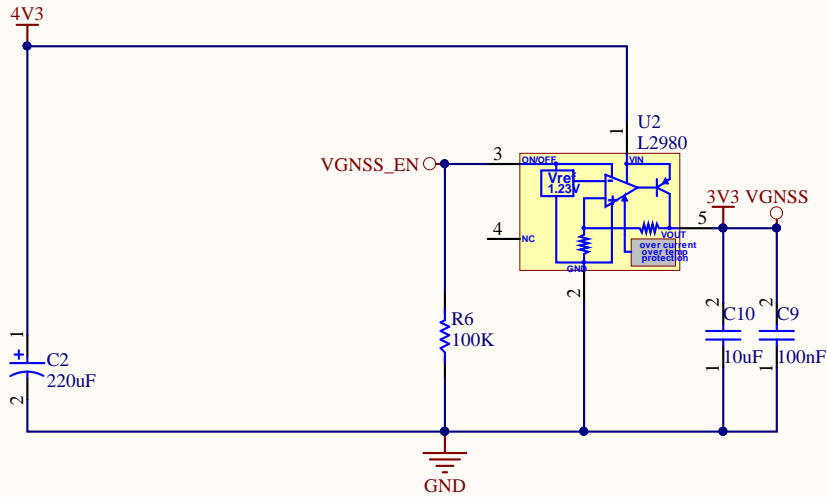 4V3
U2
L2980
1
VGNSS_EN
3
ON/OFF
VIN
Vref
1.23V
3V3 VGNSS
4
NC
VOUT
5
over current
over temp
protection
GND
2
R6
100K
1
C2
220uF
2
2
C10
10uF
1
2
C9
100nF
1
GND